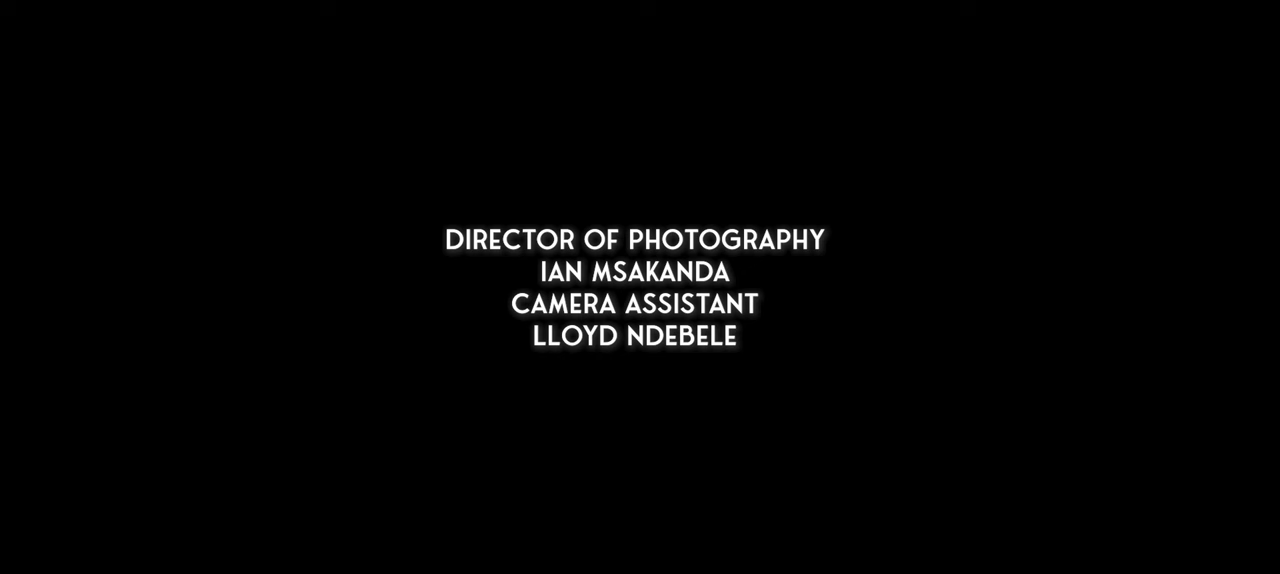 DIRECTOR OF PHOTOGRAPHY
IAN MSAKANDA
CAMERA ASSISTANT
LLOYD NDEBELE